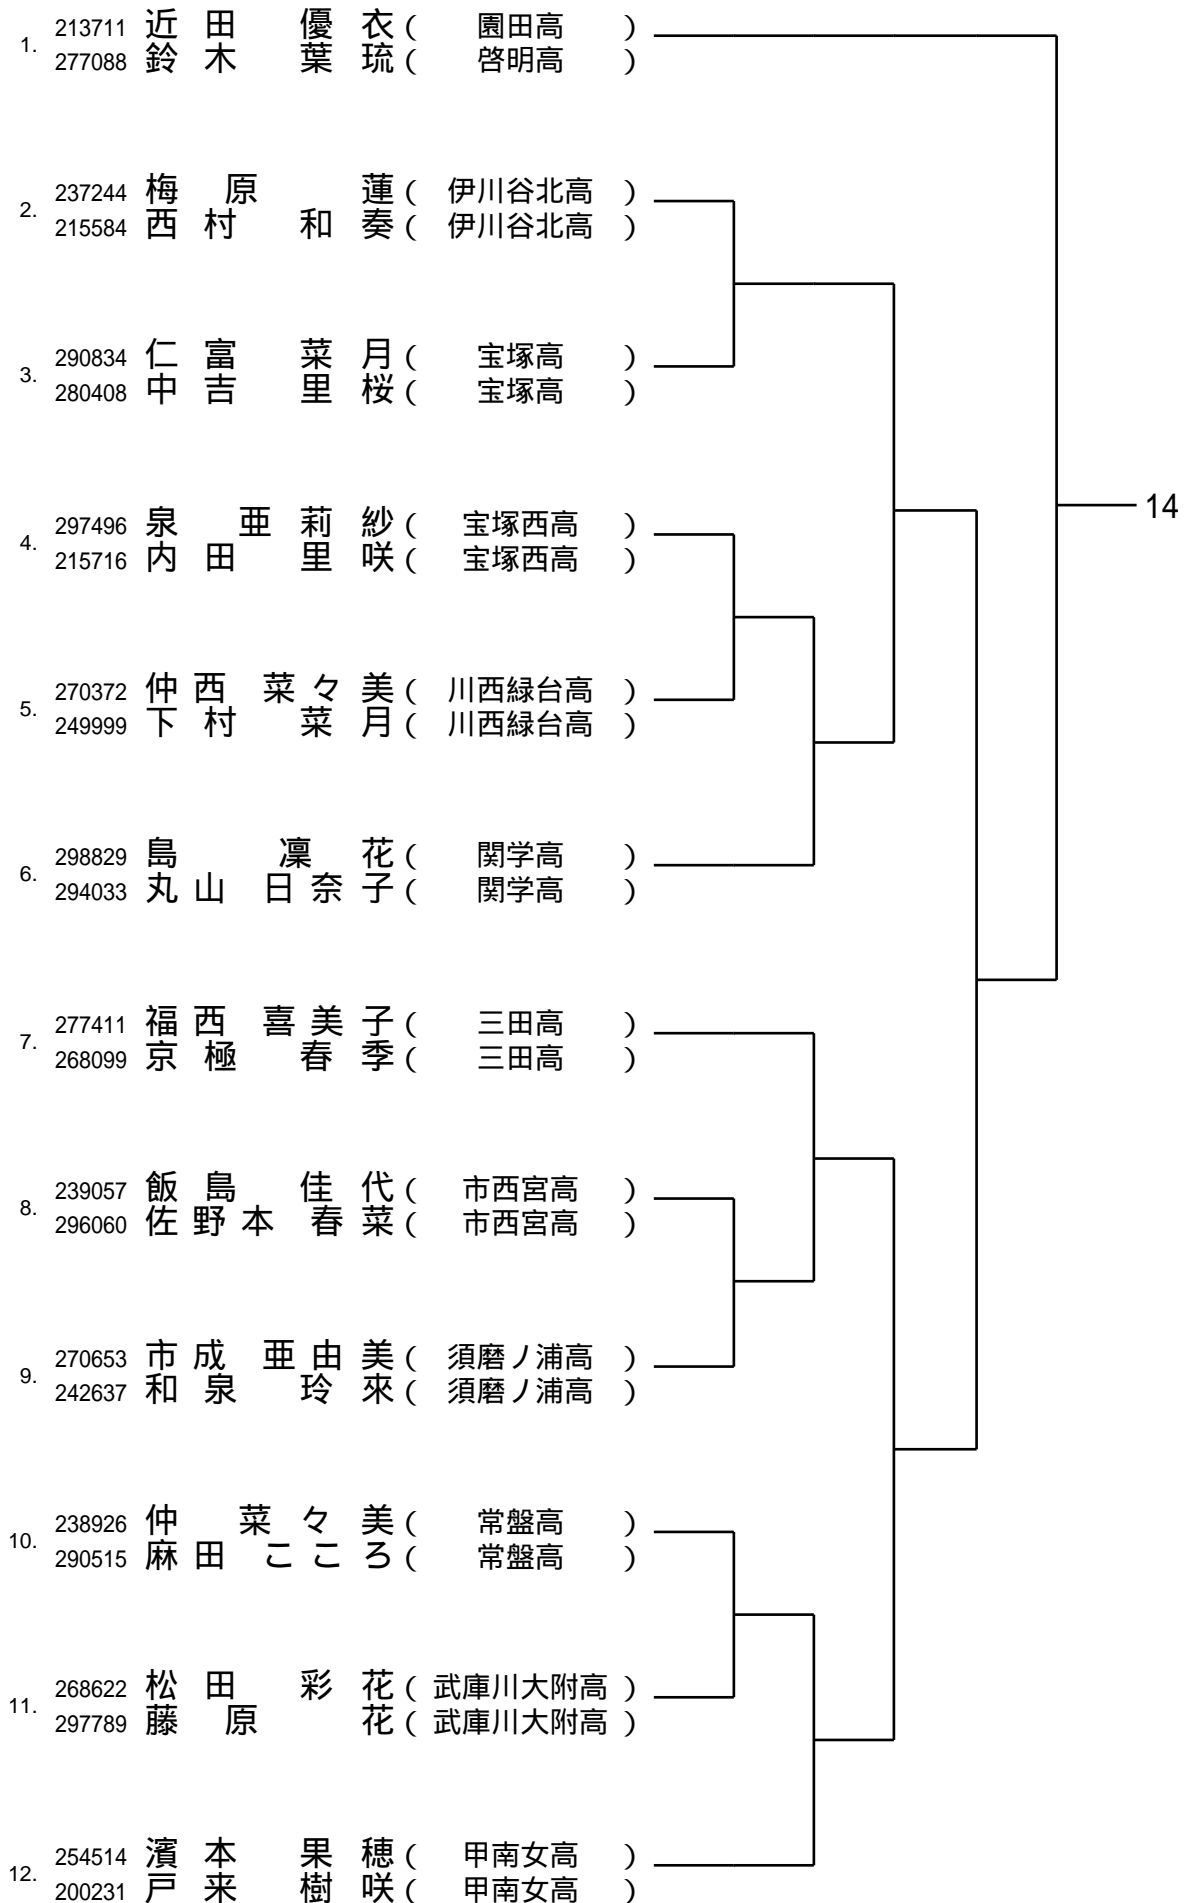 1. 213711 近田 優衣 ( 園田高 )
277088 鈴木 葉琉 ( 啓明高 )
2. 237244 梅原 蓮 ( 伊川谷北高 )
215584 西村 和奏 ( 伊川谷北高 )
3. 290834 仁富 菜月 ( 宝塚高 )
280408 中吉 里桜 ( 宝塚高 )
14
4. 297496 泉 亜莉紗 ( 宝塚西高 )
215716 内田 里咲 ( 宝塚西高 )
5. 270372 仲西 菜々美 ( 川西緑台高 )
249999 下村 菜月 ( 川西緑台高 )
6. 298829 島 凜花 ( 関学高 )
294033 丸山 日奈子 ( 関学高 )
7. 277411 福西 喜美子 ( 三田高 )
268099 京極 春季 ( 三田高 )
8. 239057 飯島 佳代 ( 市西宮高 )
296060 佐野本 春菜 ( 市西宮高 )
9. 270653 市成 亜由美 ( 須磨ノ浦高 )
242637 和泉 玲來 ( 須磨ノ浦高 )
10. 238926 仲 菜々美 ( 常盤高 )
290515 麻田 こころ ( 常盤高 )
11. 268622 松田 彩花 ( 武庫川大附高 )
297789 藤原 花 ( 武庫川大附高 )
12. 254514 濱本 果穂 ( 甲南女高 )
200231 戸来 樹咲 ( 甲南女高 )